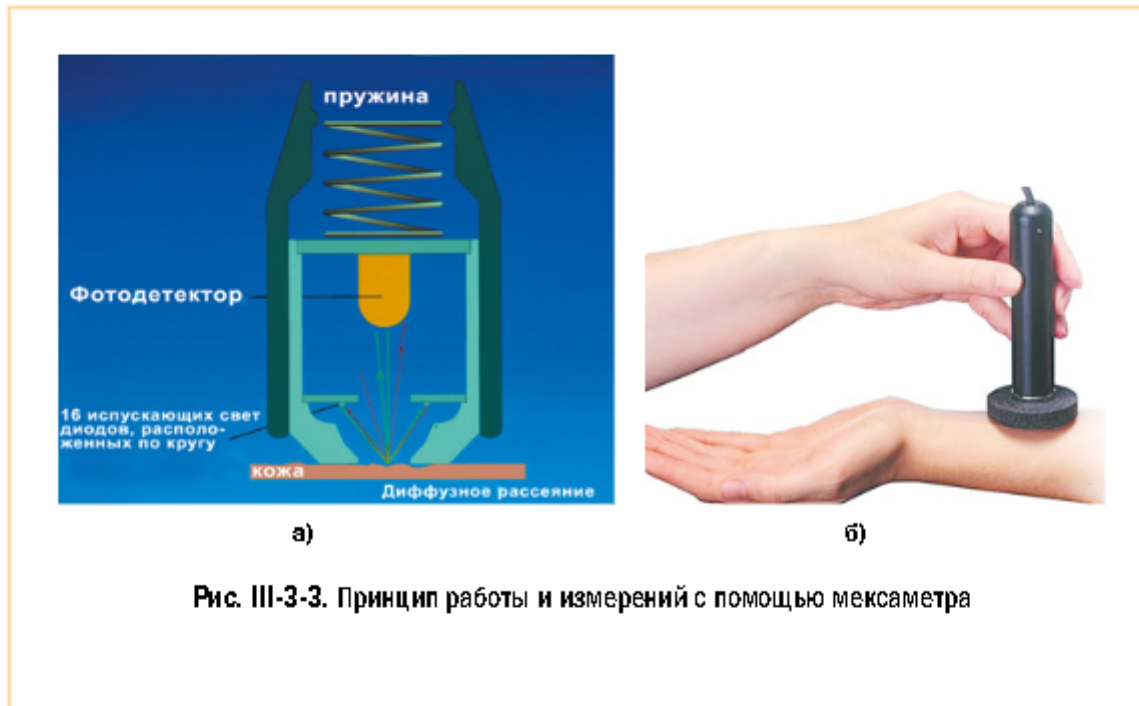 пружина
Фотодетектор
16 испускающих свет
диодов, располо-
женных по кругу
кожа
Диффузное рассеяние
а)
б)
Рис. III-3-3. Принцип работы и измерений с помощью мексаметра